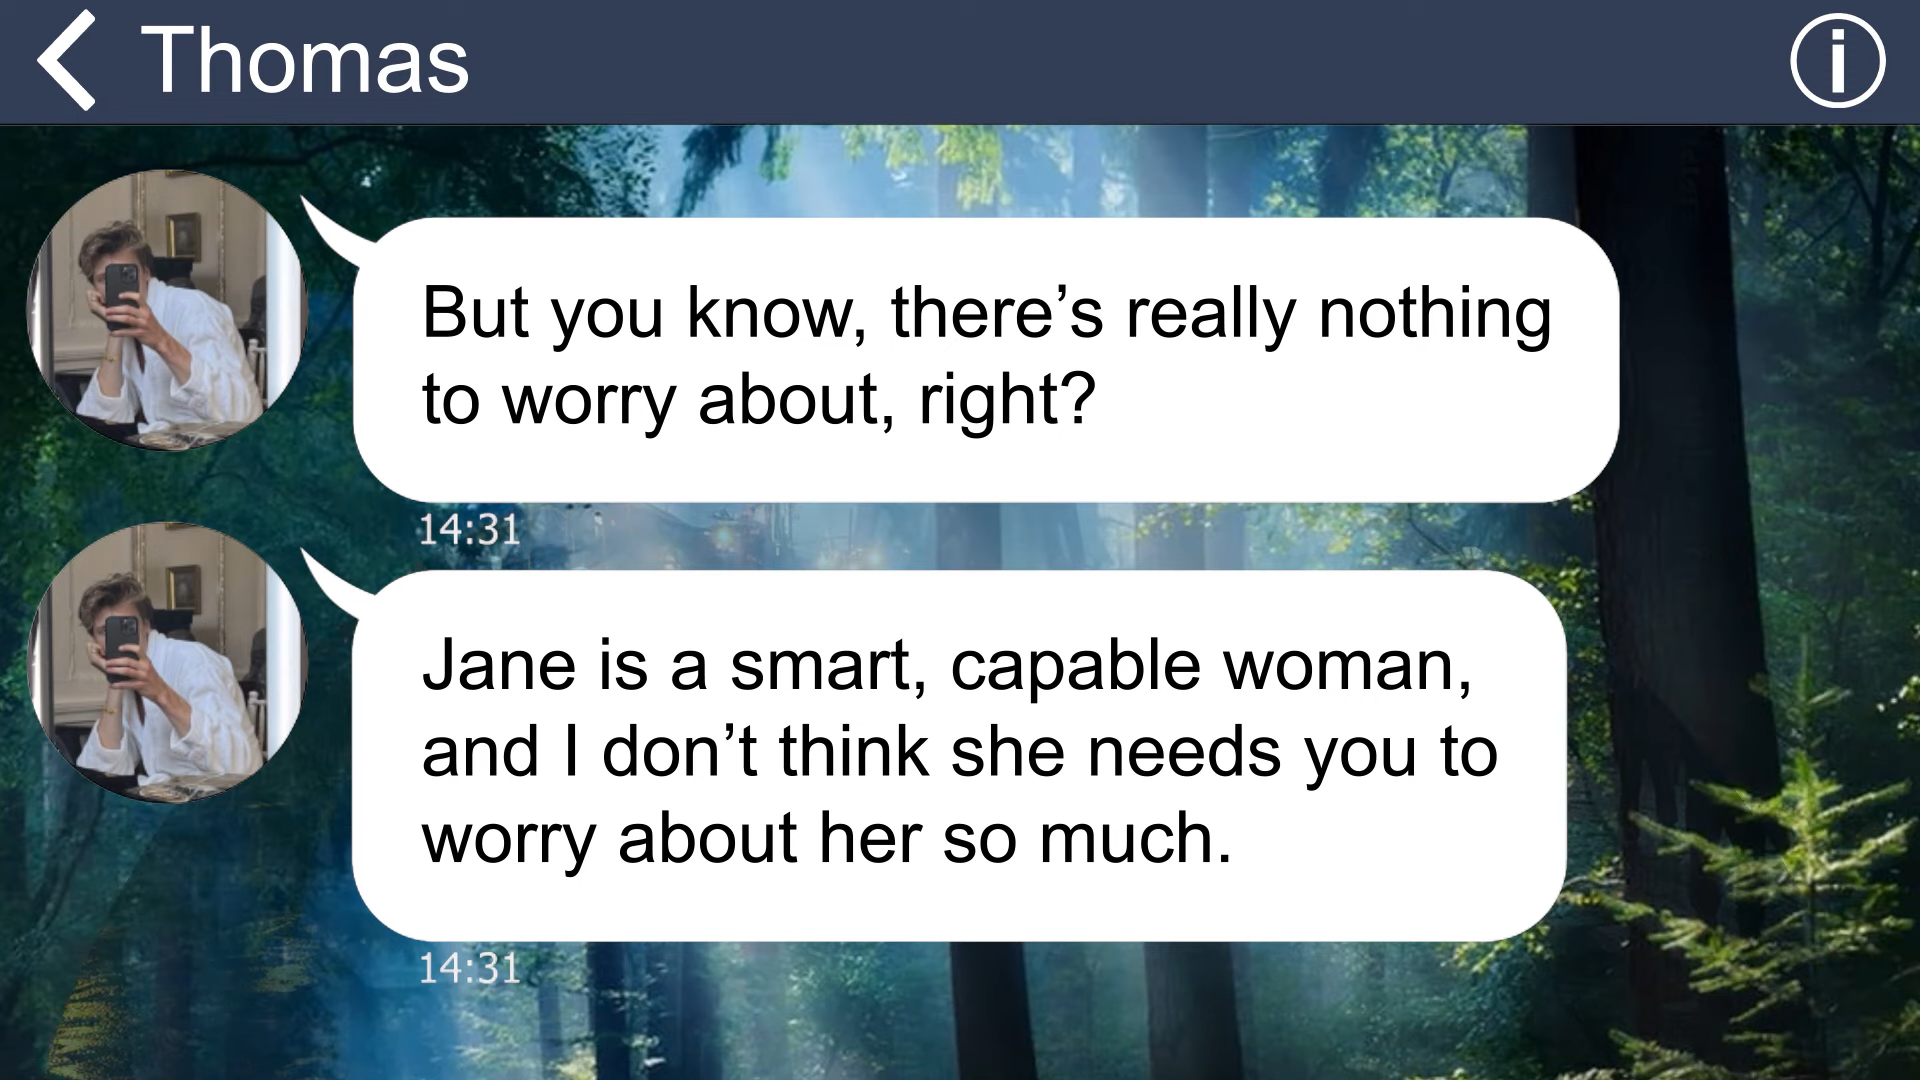 Thomas
But you know, there’s really nothing
to worry about, right?
14:31
Jane is a smart, capable woman,
and I don’t think she needs you to
worry about her so much.
14:31